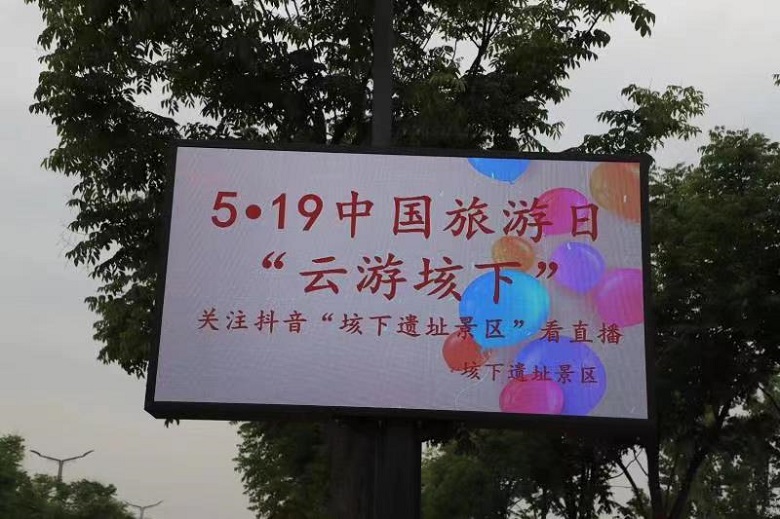 5•19中国旅游日
“云游垓下”
关注抖音“垓下遗址景区”看直播
垓下遗址景区